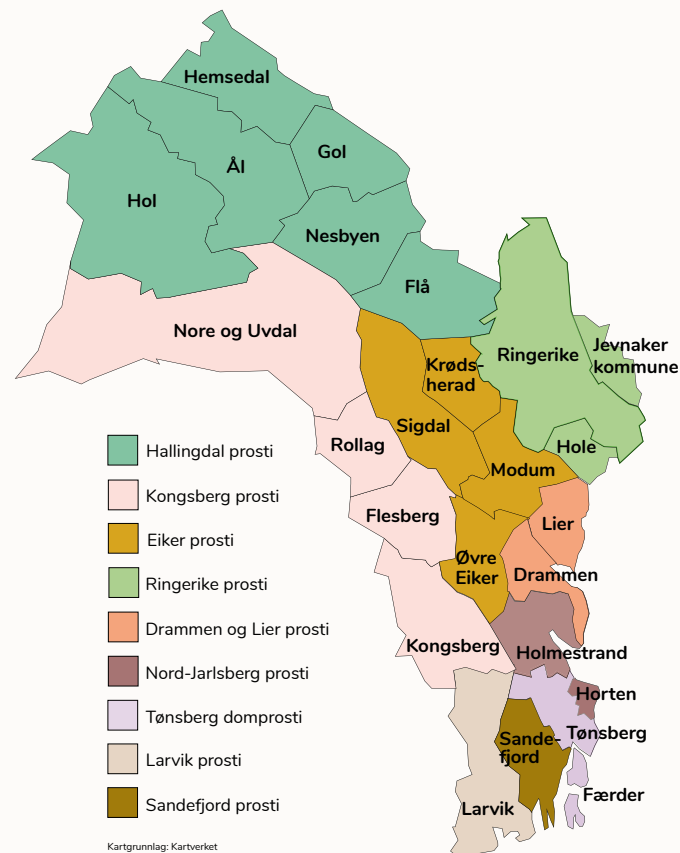 Hemsedal
Gol
Ål
Hol
Nesbyen
Flå
Nore og Uvdal
Jevnaker
kommune
Ringerike
Krøds-
herad
Sigdal
Rollag
Hole
Modum
Flesberg
Lier
Øvre
Eiker
Drammen
Kongsberg
Holmestrand
Horten
Tønsberg
Sande-
fjord
Færder
Larvik
Hallingdal prosti
Kongsberg prosti
Eiker prosti
Ringerike prosti
Drammen og Lier prosti
Nord-Jarlsberg prosti
Tønsberg domprosti
Larvik prosti
Sandefjord prosti
Kartgrunnlag: Kartverket